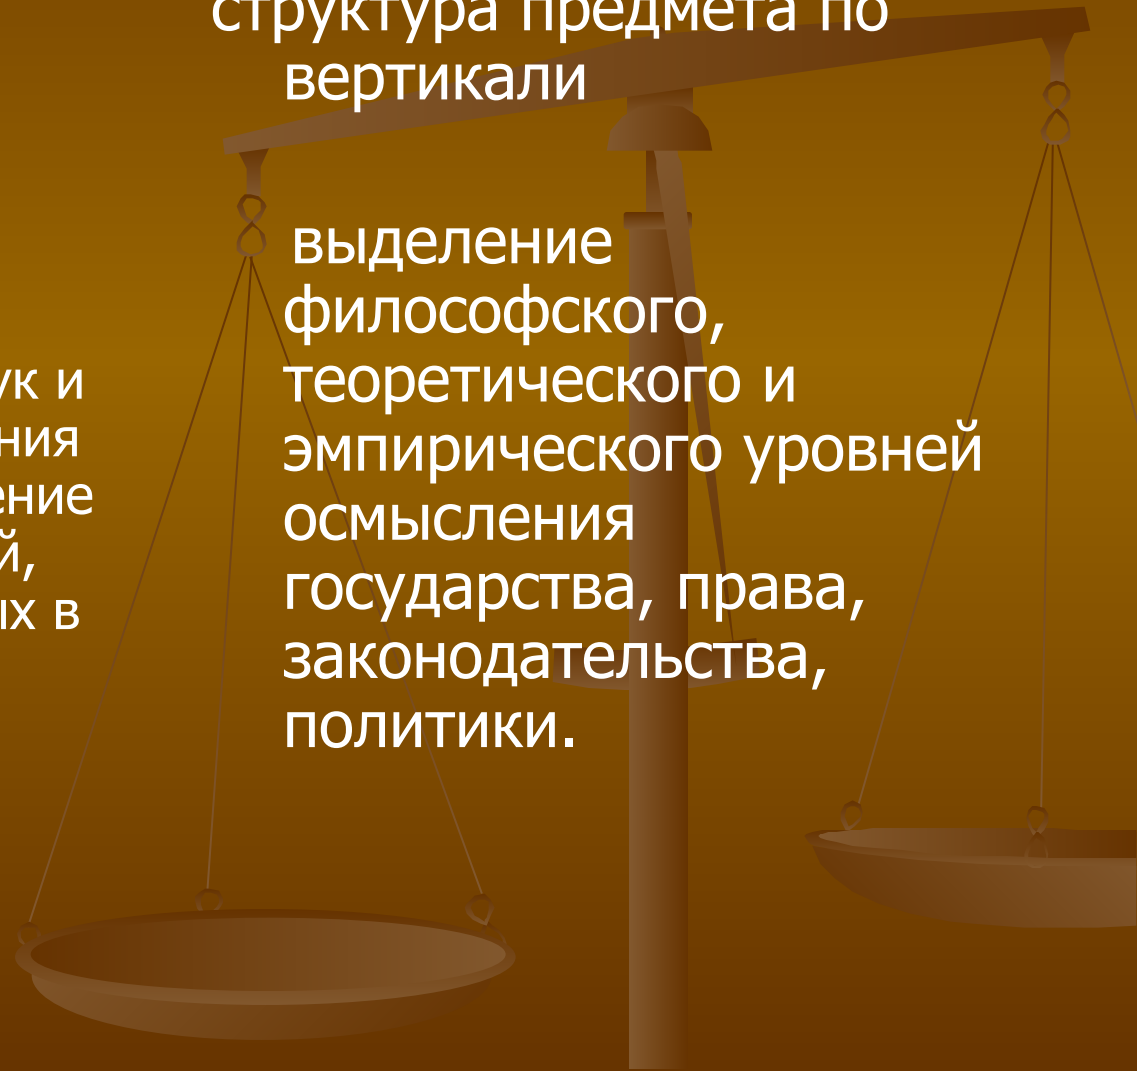 структура предмета по
вертикали
выделение
философского,
теоретического и
эмпирического уровней
осмысления
государства, права,
законодательства,
политики.
и
в